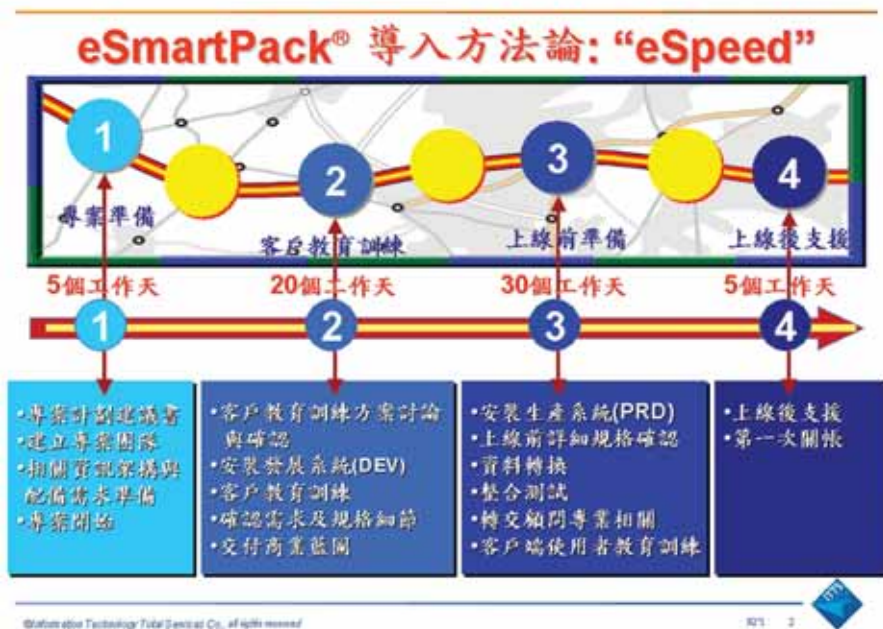 eSmartPack® 導入方法論: “eSpeed”
1
2
3
4
專案準備
客戶教育訓練
上線前準備
上線後支援
5個工作天
20個工作天
30個工作天
5個工作天
1
2
3
4
•專案計劃建議書
•建立專案團隊
•相關資訊架構與
配備需求準備
•專案開始
•客戶教育訓練方案討論
與確認
•安裝發展系統(DEV)
•客戶教育訓練
•確認需求及規格細節
•交付商業藍圖
•安裝生產系統(PRD)
•上線前詳細規格確認
•資料轉換
•整合測試
•轉交顧問專業相關
•客戶端使用者教育訓練
•上線後支援
•第一次關帳
©Information Technology Total Services Co., all rights reserved
2